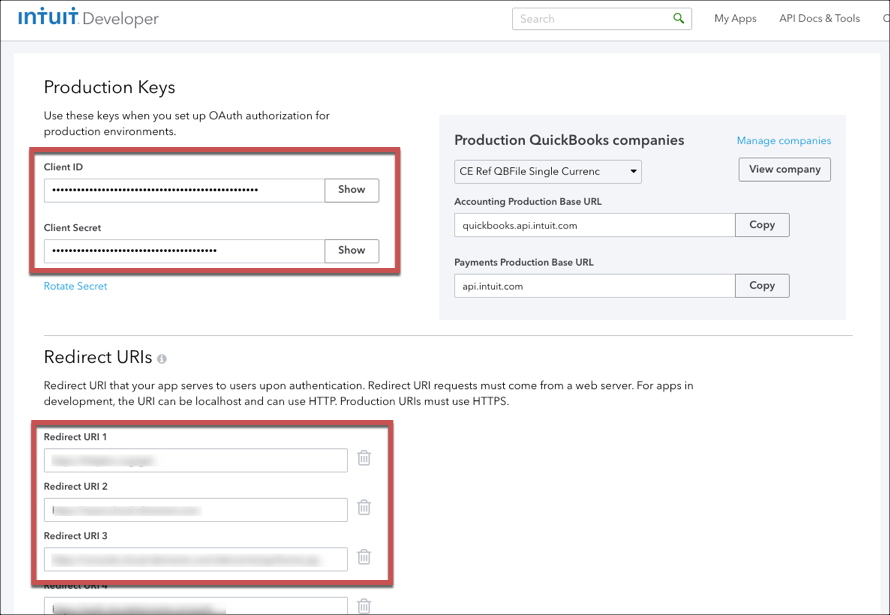 INTUIT Developer
Search
My Apps
API Docs & Tools
Production Keys
Use these keys when you set up OAuth authorization for
production environments.
Client ID
Show
Client Secret
Show
Rotate Secret
Production QuickBooks companies
Manage companies
CE Ref QBFile Single Currenc
View company
Accounting Production Base URL
quickbooks.api.intuit.com
Copy
Payments Production Base URL
api.intuit.com
Copy
Redirect URIs
Redirect URI that your app serves to users upon authentication. Redirect URI requests must come from a web server. For apps in
development, the URI can be localhost and can use HTTP. Production URIs must use HTTPS.
Redirect URI 1
Redirect URI 2
Redirect URI 3
Redirect URI 4